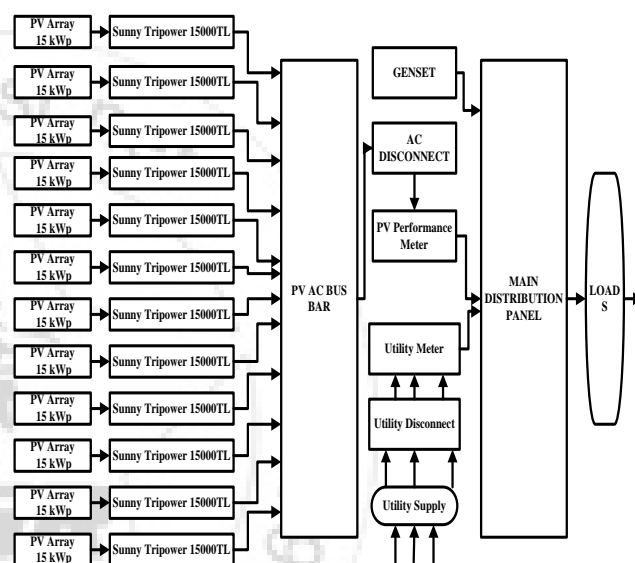 PV Array
15 kWp
Sunny Tripower 15000TL
PV Array
15 kWp
Sunny Tripower 15000TL
PV Array
15 kWp
Sunny Tripower 15000TL
PV Array
15 kWp
Sunny Tripower 15000TL
PV Array
15 kWp
Sunny Tripower 15000TL
PV Array
15 kWp
Sunny Tripower 15000TL
PV Array
15 kWp
Sunny Tripower 15000TL
PV Array
15 kWp
Sunny Tripower 15000TL
PV Array
15 kWp
Sunny Tripower 15000TL
PV Array
15 kWp
Sunny Tripower 15000TL
PV Array
15 kWp
Sunny Tripower 15000TL
PV Array
15 kWp
Sunny Tripower 15000TL
PV AC BUS
BAR
GENSET
AC
DISCONNECT
PV Performance
Meter
Utility Meter
Utility Disconnect
Utility Supply
MAIN
DISTRIBUTION
PANEL
LOAD
S